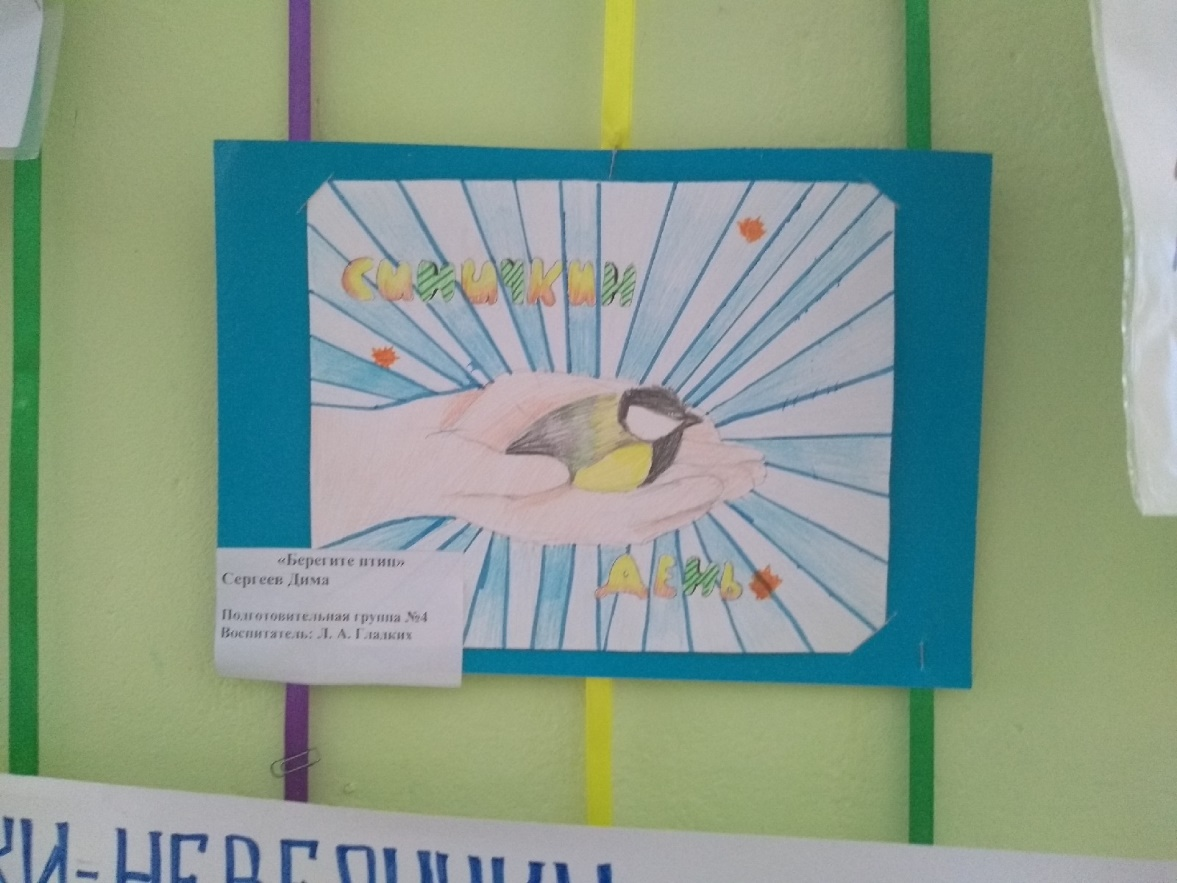 СИНИЧКИН
ДЕНЬ
«Берегите птиц»
Сергеев Дима
Подготовительная группа №4
Воспитатель: Л. А. Гладких